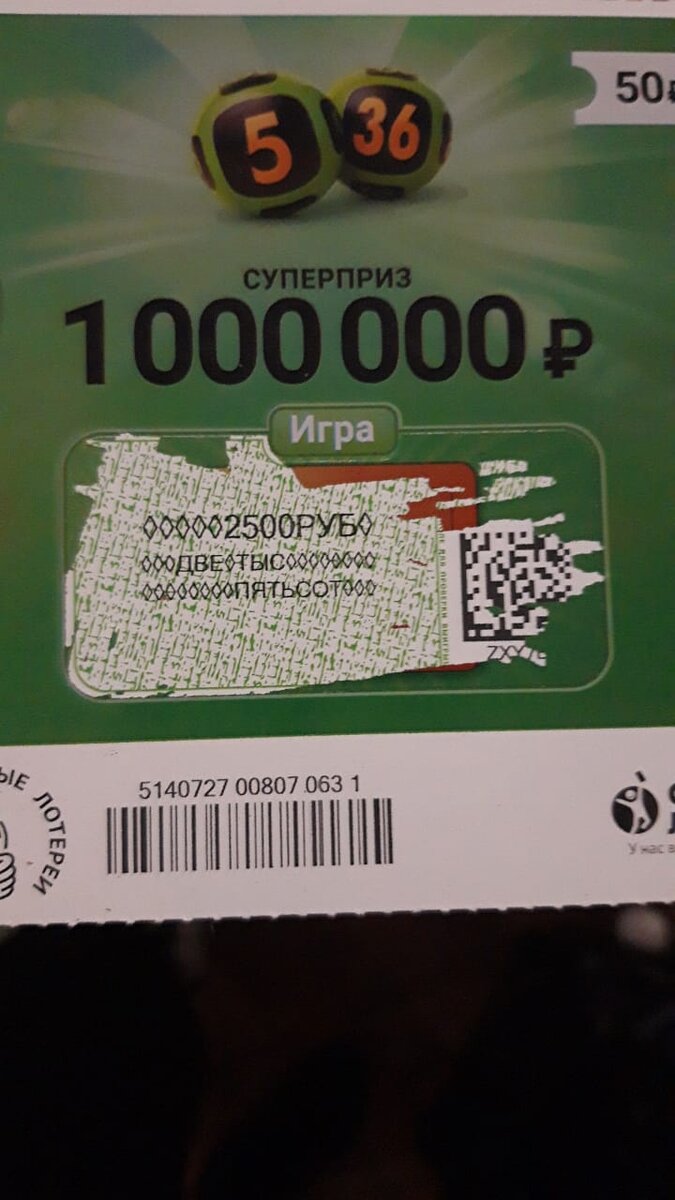 5 36
50₽
СУПЕРПРИЗ
1 000 000 ₽
Игра
◊◊◊◊◊2500РУБ◊
◊◊◊ДВЕ◊ТЫС◊◊◊◊◊◊◊◊
◊◊◊◊◊◊◊◊◊ПЯТЬСОТ◊◊◊
5140727 00807 063 1
ЛОТЕРЕИ
У нас